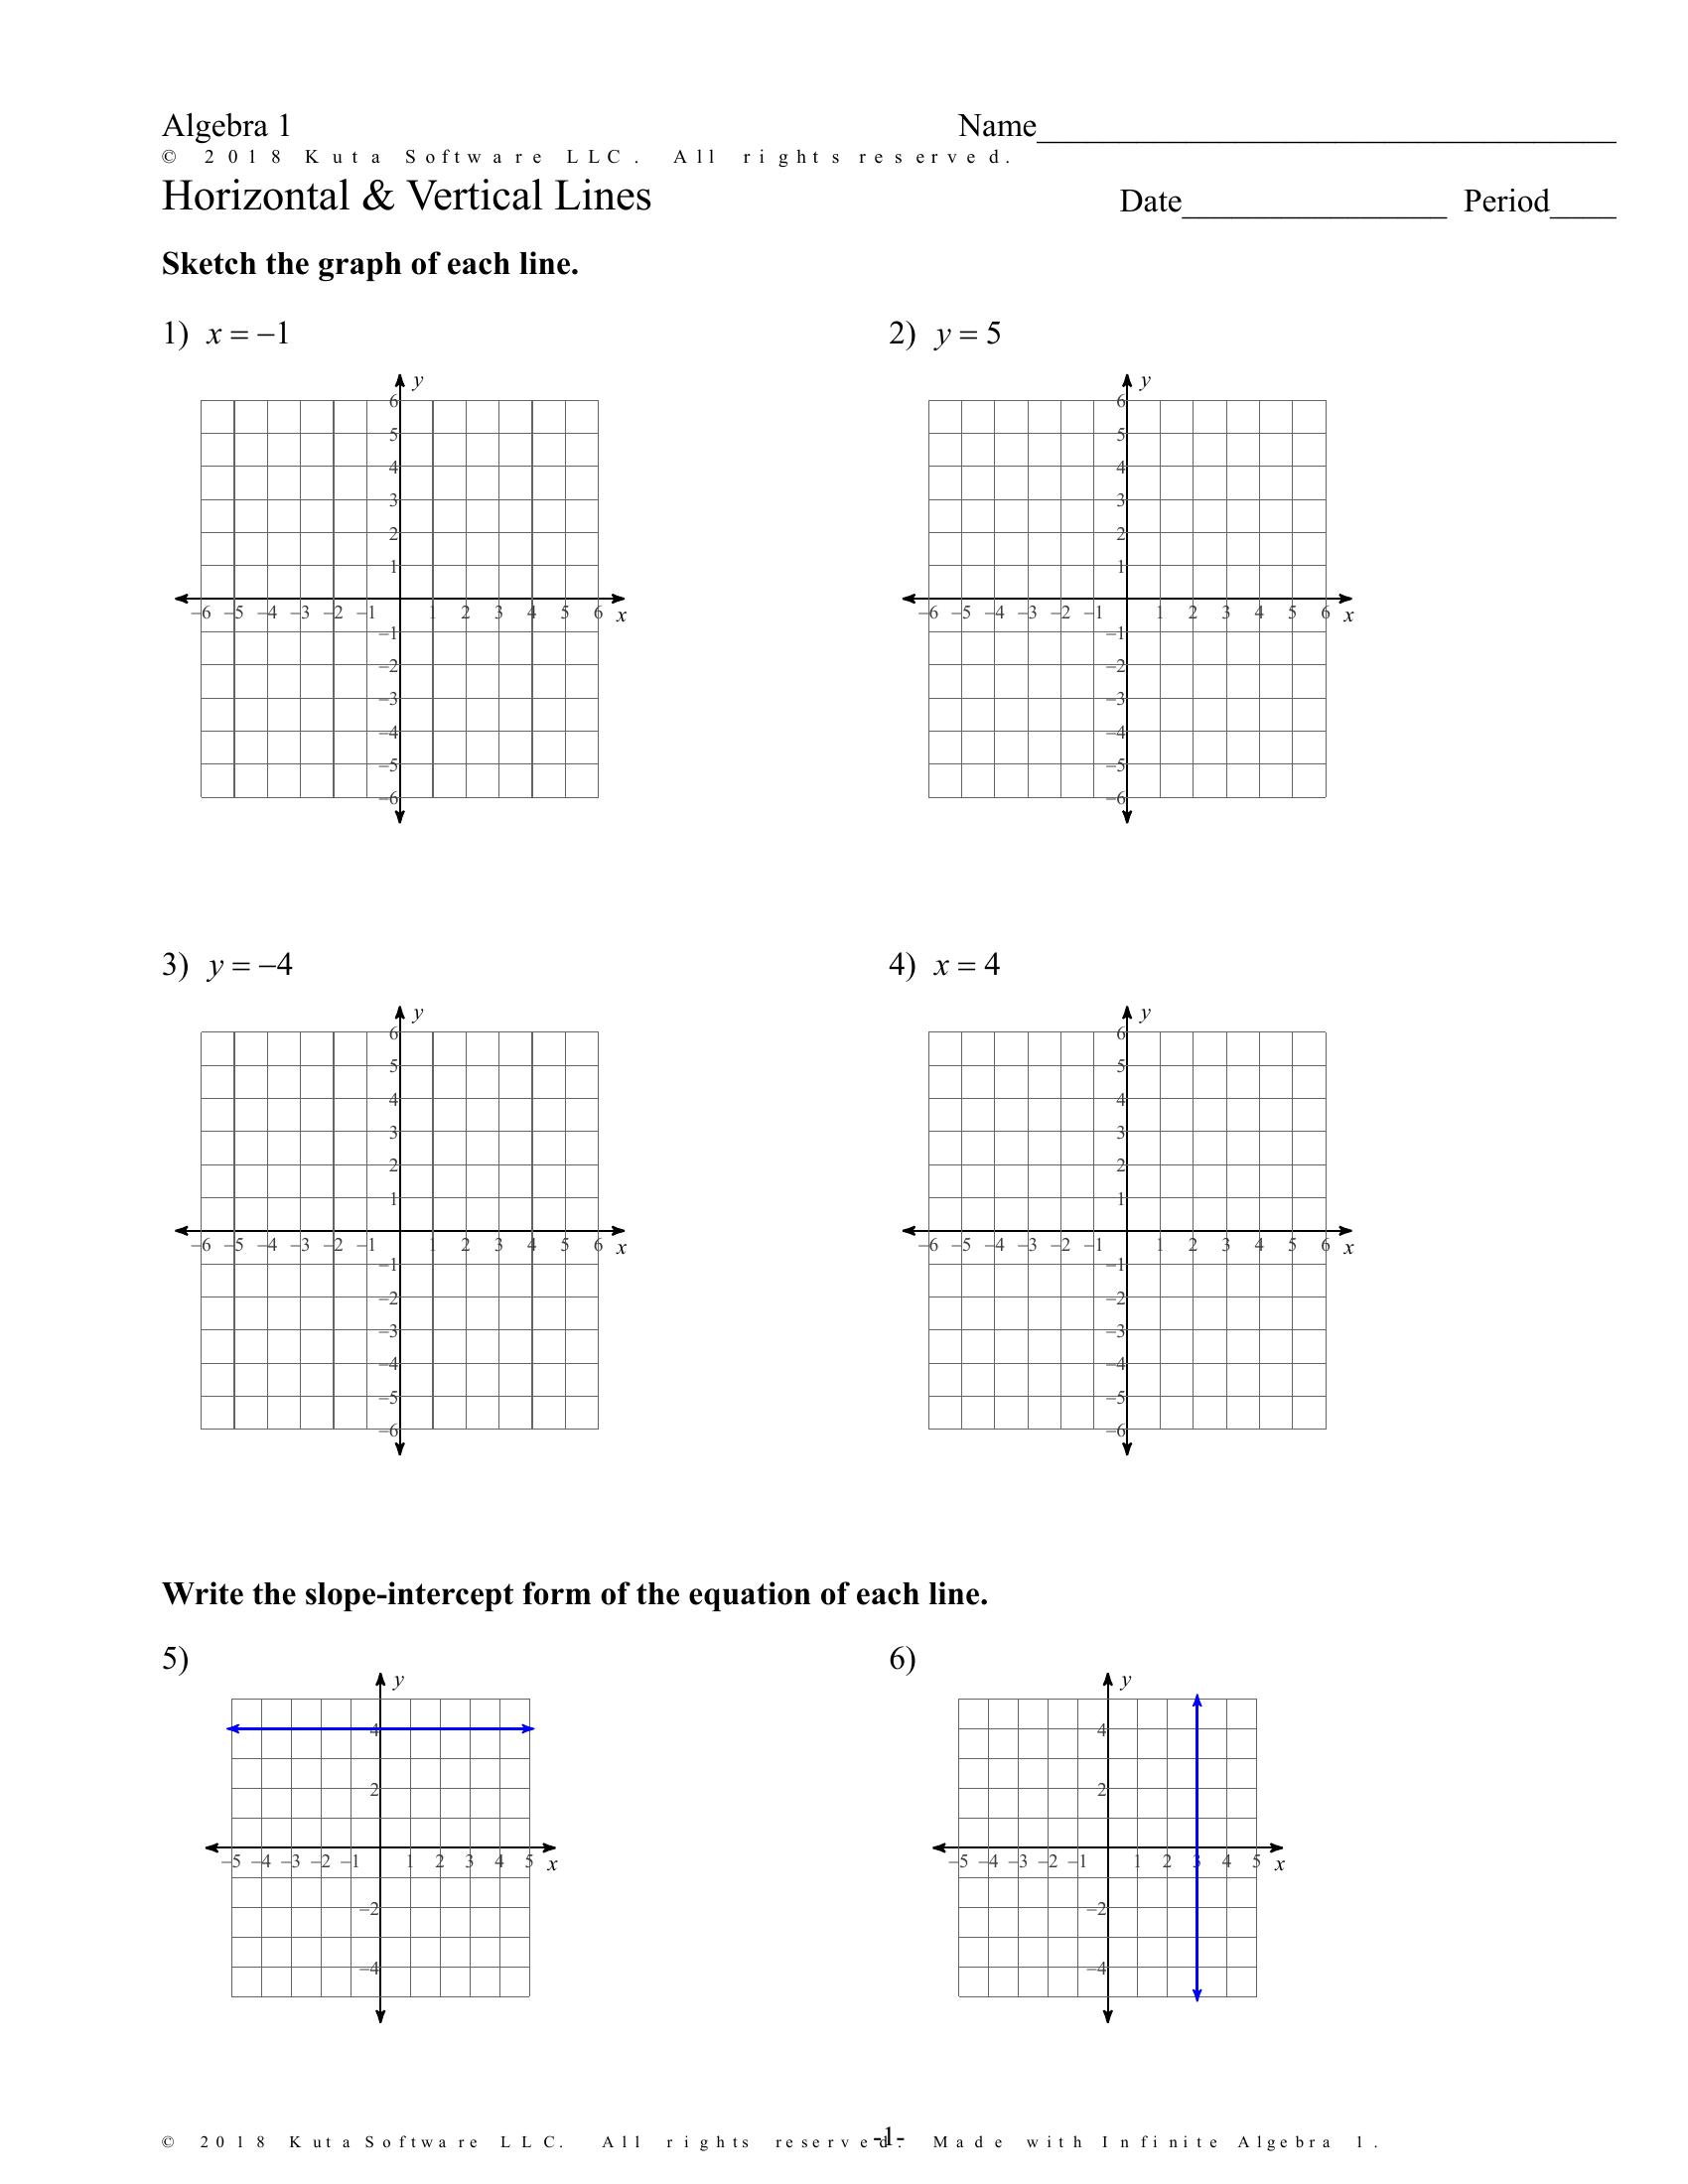 Algebra 1
Name___________________________________
© 2018 Kuta Software LLC. All rights reserved.
Horizontal & Vertical Lines
Date________________ Period____
Sketch the graph of each line.
1) x = −1
2) y = 5
y
6
5
4
3
2
1
−6 −5 −4 −3 −2 −1 1 2 3 4 5 6 x
−1
−2
−3
−4
−5
−6
y
6
5
4
3
2
1
−6 −5 −4 −3 −2 −1 1 2 3 4 5 6 x
−1
−2
−3
−4
−5
−6
3) y = −4
4) x = 4
y
6
5
4
3
2
1
−6 −5 −4 −3 −2 −1 1 2 3 4 5 6 x
−1
−2
−3
−4
−5
−6
y
6
5
4
3
2
1
−6 −5 −4 −3 −2 −1 1 2 3 4 5 6 x
−1
−2
−3
−4
−5
−6
Write the slope-intercept form of the equation of each line.
5)
6)
y
4
2
−5 −4 −3 −2 −1 1 2 3 4 5 x
−2
−4
y
4
2
−5 −4 −3 −2 −1 1 2 3 4 5 x
−2
−4
-1-
© 2018 Kuta Software LLC. All rights reserved. Made with Infinite Algebra 1.